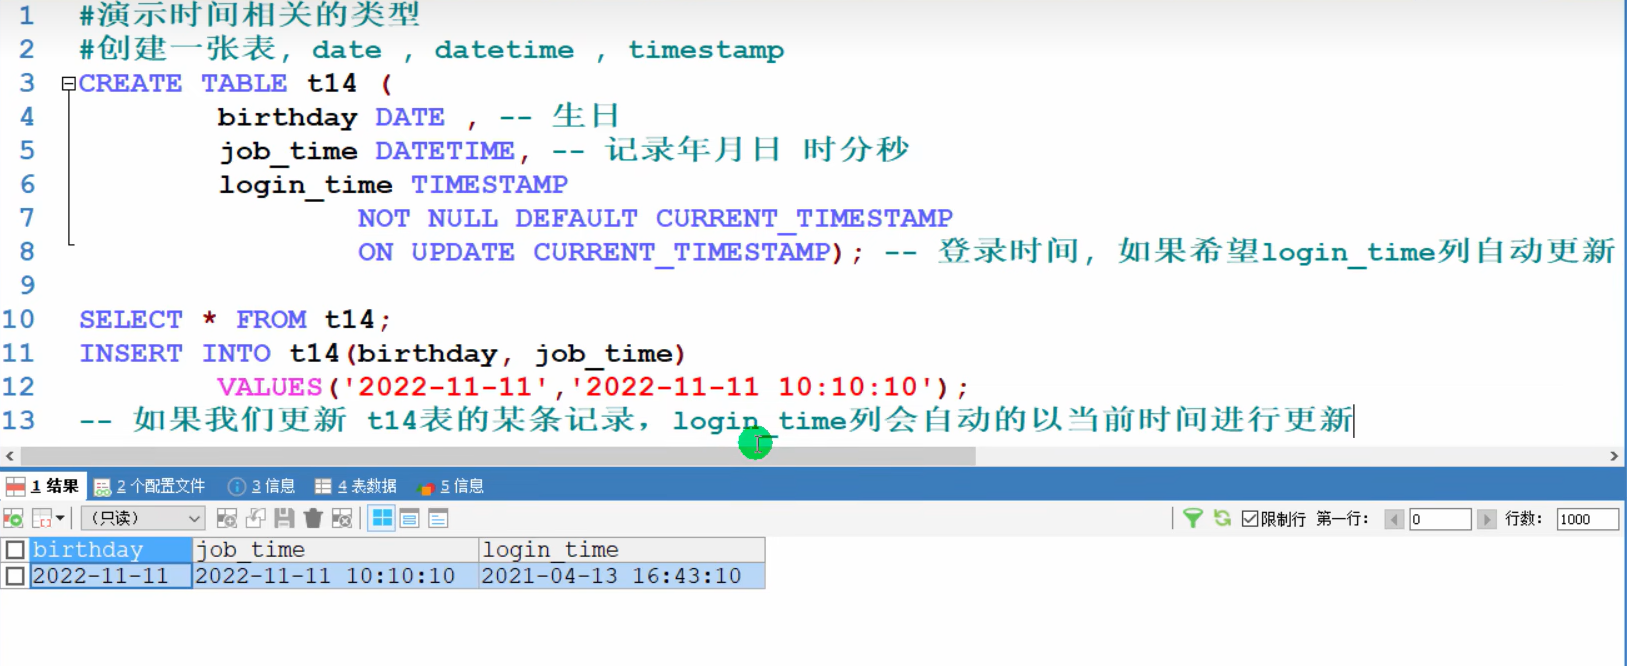 1 #演示时间相关的类型
2 #创建一张表, date , datetime , timestamp
3 CREATE TABLE t14 (
4 birthday DATE , -- 生日
5 job_time DATETIME, -- 记录年月日 时分秒
6 login_time TIMESTAMP
7 NOT NULL DEFAULT CURRENT_TIMESTAMP
8 ON UPDATE CURRENT_TIMESTAMP); -- 登录时间, 如果希望login_time列自动更新
9
10 SELECT * FROM t14;
11 INSERT INTO t14(birthday, job_time)
12 VALUES('2022-11-11','2022-11-11 10:10:10');
13 -- 如果我们更新 t14表的某条记录，login_time列会自动的以当前时间进行更新
1 结果 2 个配置文件 3 信息 4 表数据 5 信息
（只读） 限制行 第一行: 0 行数: 1000
birthday job_time login_time
2022-11-11 2022-11-11 10:10:10 2021-04-13 16:43:10